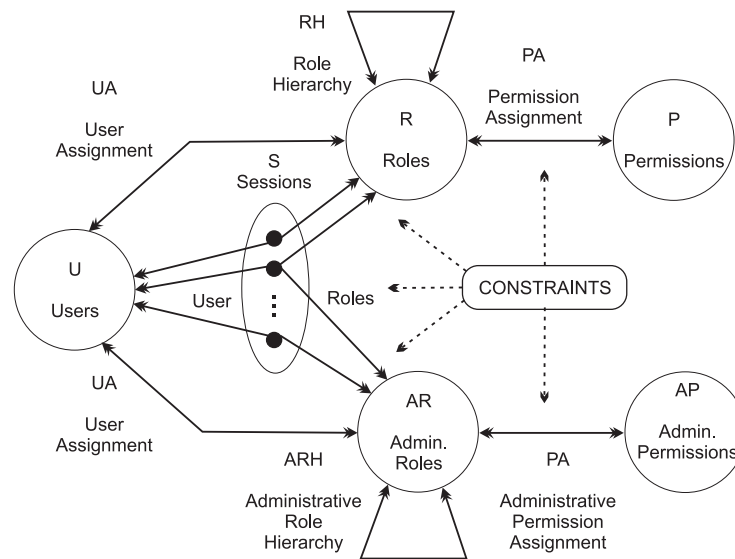 RH
Role
Hierarchy
PA
Permission
Assignment
UA
User
Assignment
R
Roles
P
Permissions
S
Sessions
U
Users
User
Roles
CONSTRAINTS
UA
User
Assignment
AR
Admin.
Roles
AP
Admin.
Permissions
ARH
Administrative
Role
Hierarchy
PA
Administrative
Permission
Assignment